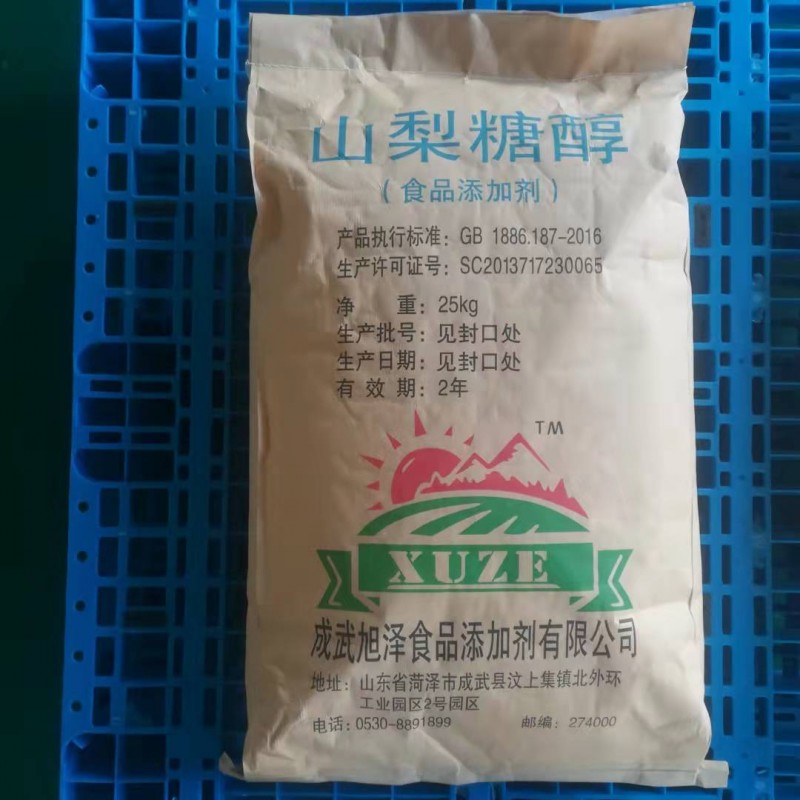 山梨糖醇
（食品添加剂）
产品执行标准：GB 1886.187-2016
生产许可证号：SC2013717230065
净 重：25kg
生产批号：见封口处
生产日期：见封口处
有 效 期：2年
TM
XUZE
成武旭泽食品添加剂有限公司
地址：山东省菏泽市成武县汶上集镇北外环
工业园区2号园区
电话：0530-8891899 邮编：274000